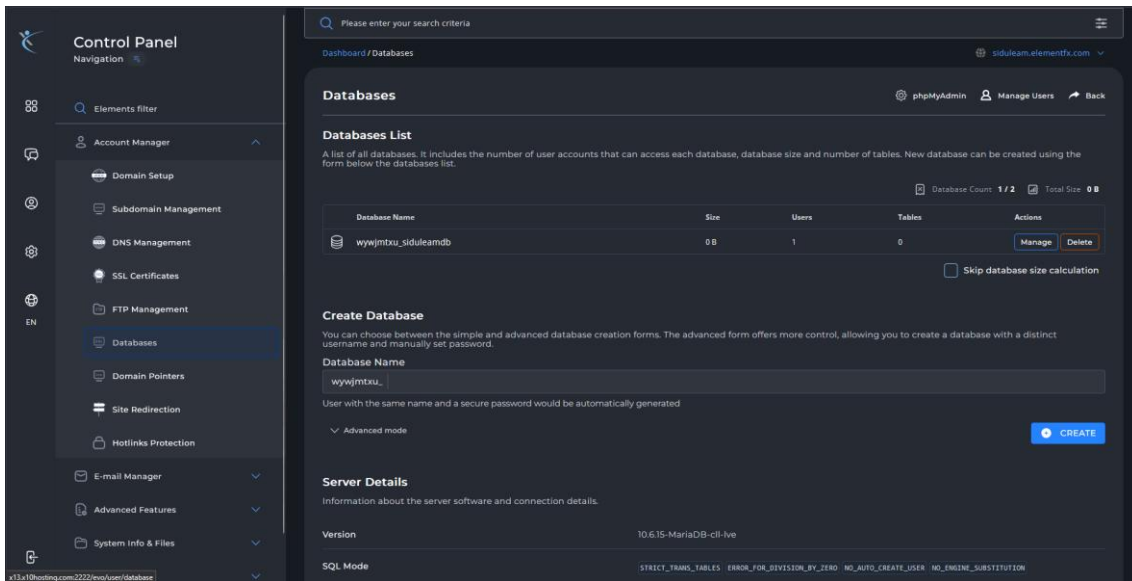 Please enter your search criteria
Control Panel
Navigation
Dashboard / Databases
siduleam.elementfx.com
Elements filter
Account Manager
Domain Setup
Subdomain Management
DNS Management
SSL Certificates
FTP Management
Databases
Domain Pointers
Site Redirection
Hotlinks Protection
E-mail Manager
Advanced Features
System Info & Files
EN
x13.x10hosting.com:2222/evo/user/database
Databases
phpMyAdmin Manage Users Back
Databases List
A list of all databases. It includes the number of user accounts that can access each database, database size and number of tables. New database can be created using the
form below the databases list.
Database Count 1 / 2 Total Size 0 B
Database Name Size Users Tables Actions
wywjmtxu_siduleamdb 0 B 1 0 Manage Delete
Skip database size calculation
Create Database
You can choose between the simple and advanced database creation forms. The advanced form offers more control, allowing you to create a database with a distinct
username and manually set password.
Database Name
wywjmtxu_
User with the same name and a secure password would be automatically generated
Advanced mode
CREATE
Server Details
Information about the server software and connection details.
Version 10.6.15-MariaDB-cll-lve
SQL Mode STRICT_TRANS_TABLES ERROR_FOR_DIVISION_BY_ZERO NO_AUTO_CREATE_USER NO_ENGINE_SUBSTITUTION